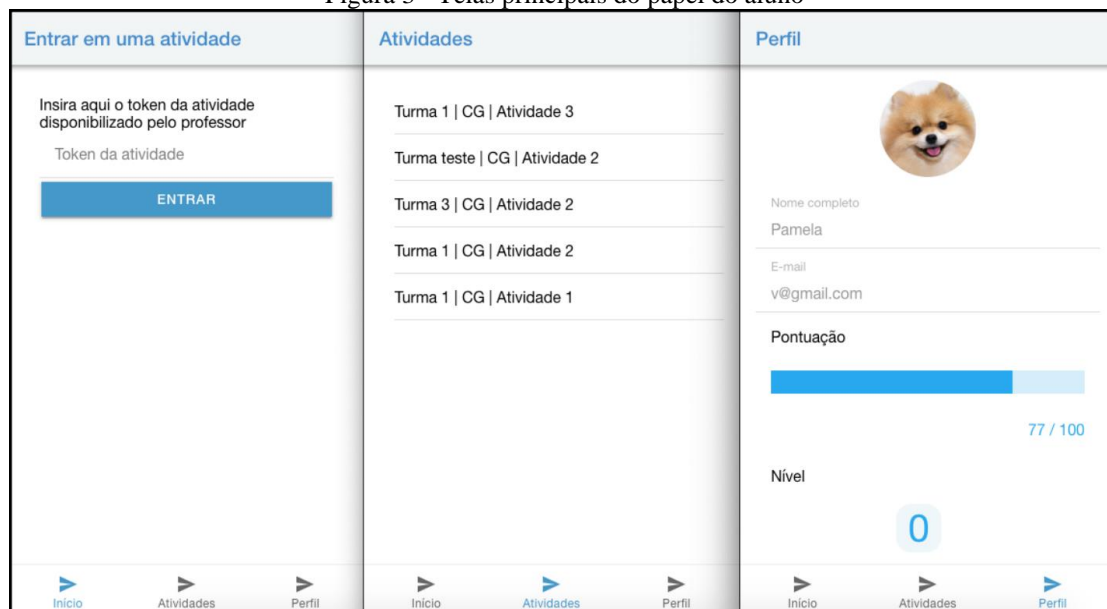 Figura 3 - Telas principais do papel do aluno
Entrar em uma atividade
Insira aqui o token da atividade
disponibilizado pelo professor
Token da atividade
ENTRAR
Início
Atividades
Perfil
Atividades
Turma 1 | CG | Atividade 3
Turma teste | CG | Atividade 2
Turma 3 | CG | Atividade 2
Turma 1 | CG | Atividade 2
Turma 1 | CG | Atividade 1
Início
Atividades
Perfil
Perfil
Nome completo
Pamela
E-mail
v@gmail.com
Pontuação
77 / 100
Nível
0
Início
Atividades
Perfil